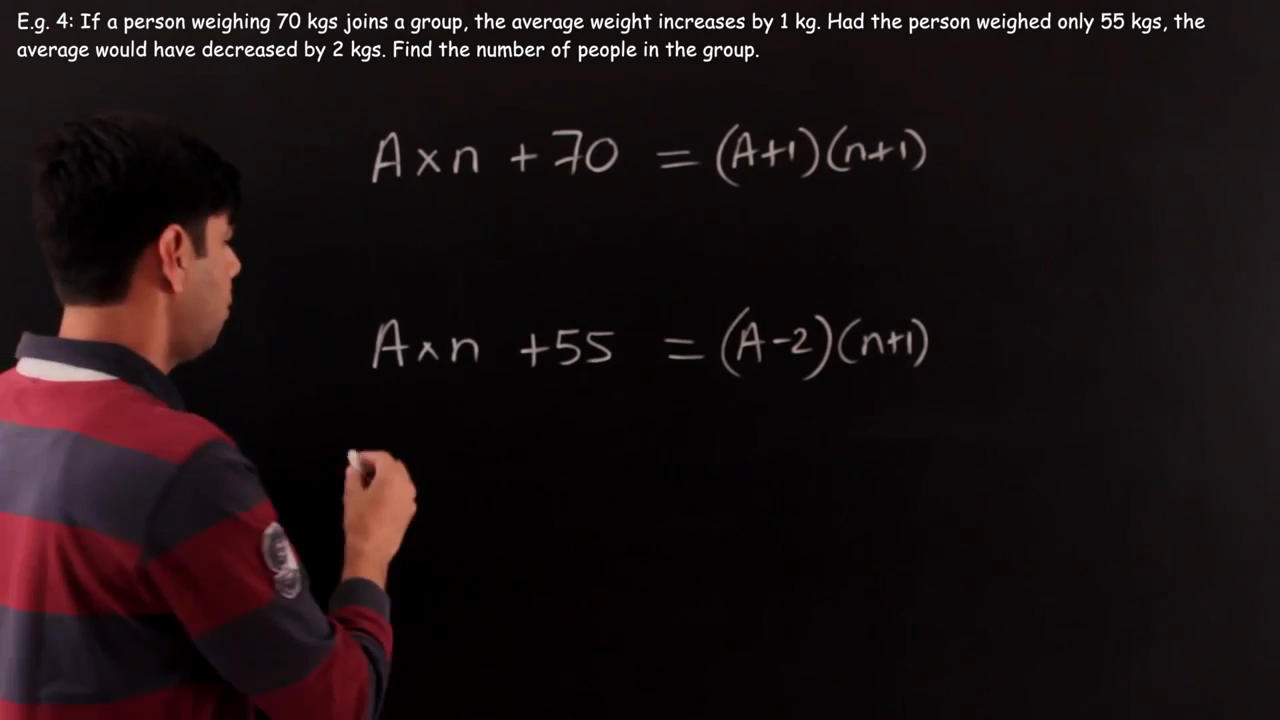 E.g. 4: If a person weighing 70 kgs joins a group, the average weight increases by 1 kg. Had the person weighed only 55 kgs, the
average would have decreased by 2 kgs. Find the number of people in the group.
A × n + 70 = (A+1)(n+1)
A × n + 55 = (A-2)(n+1)